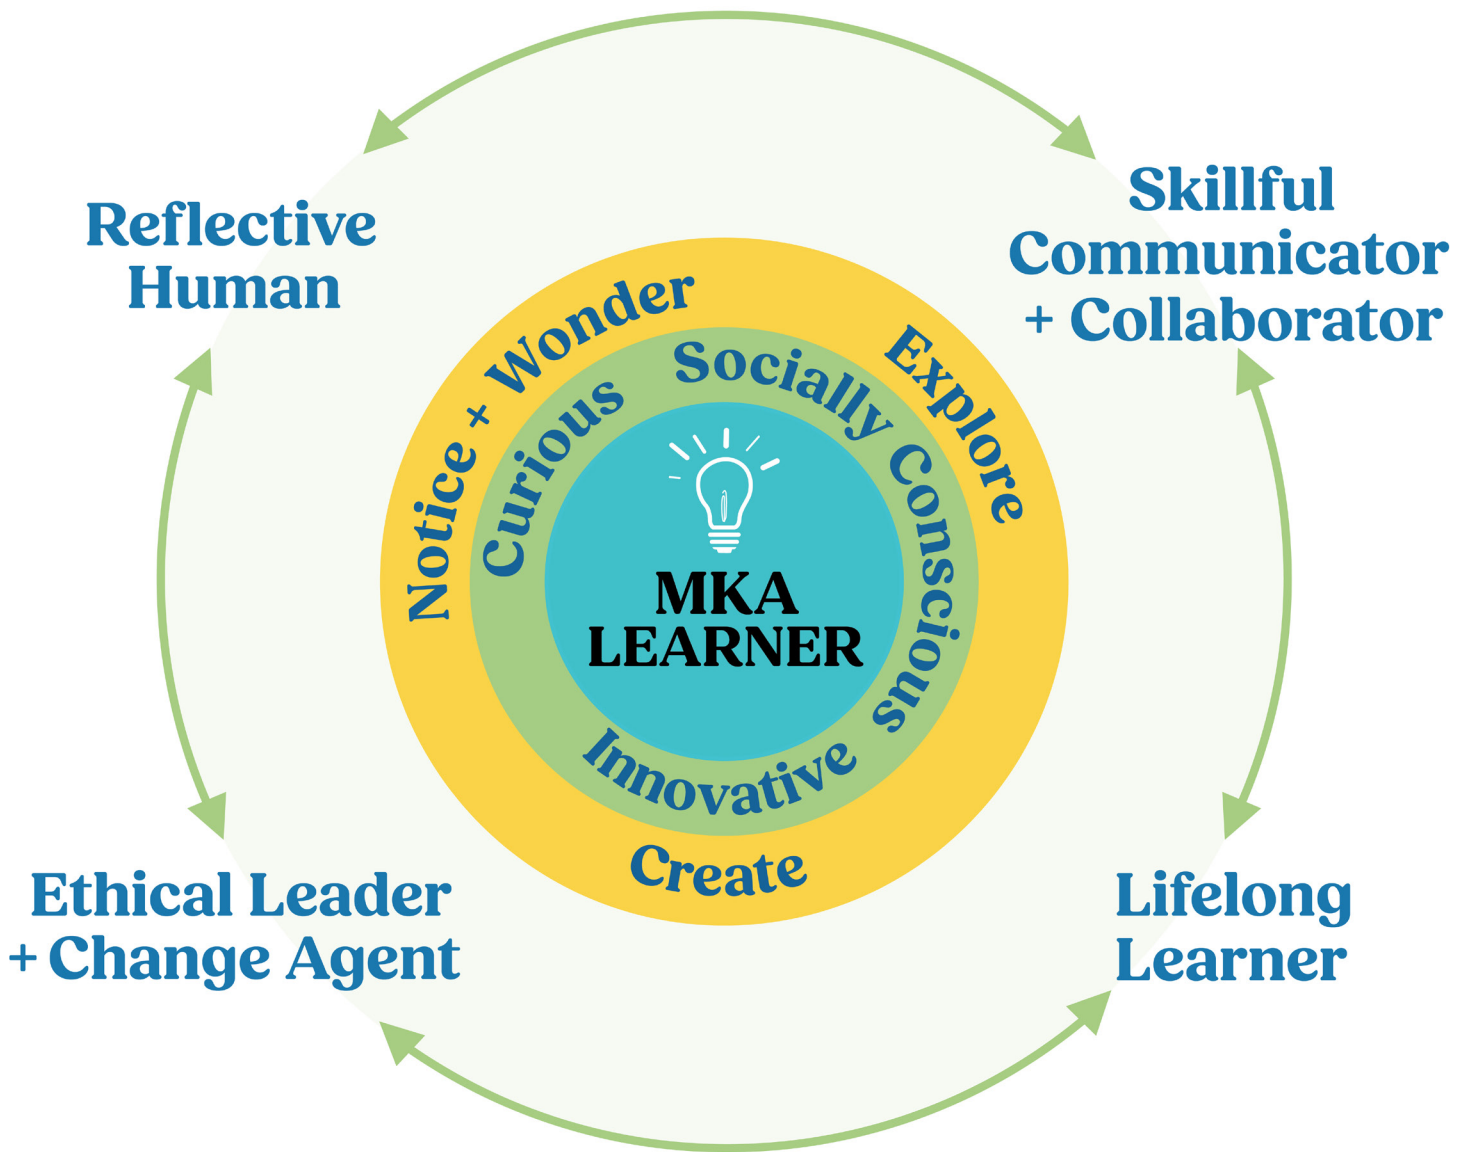 Reflective
Human
Skillful
Communicator
+ Collaborator
Notice + Wonder
Explore
Create
Curious
Socially Conscious
Innovative
MKA
LEARNER
Ethical Leader
+ Change Agent
Lifelong
Learner